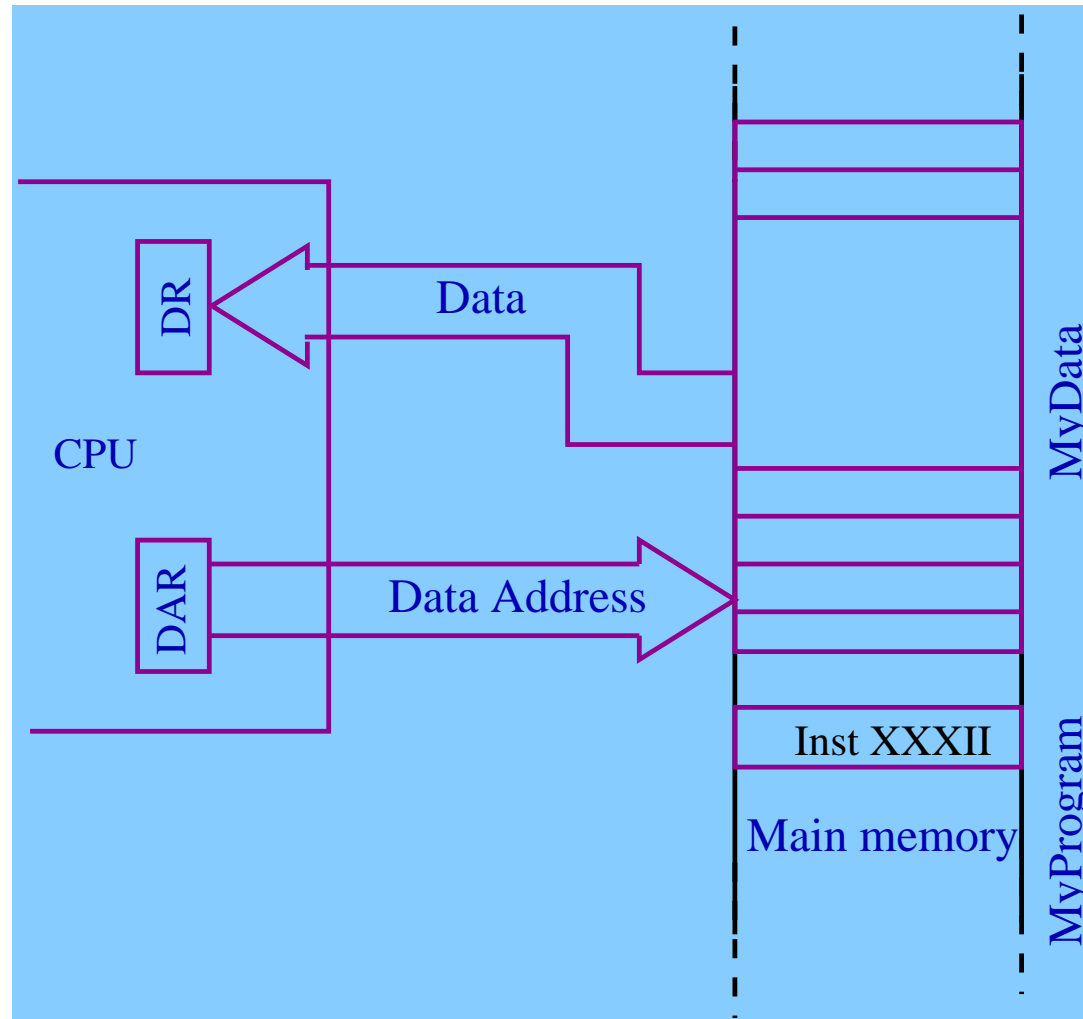 DR
Data
MyData
CPU
DAR
Data Address
Inst XXXII
Main memory
MyProgram